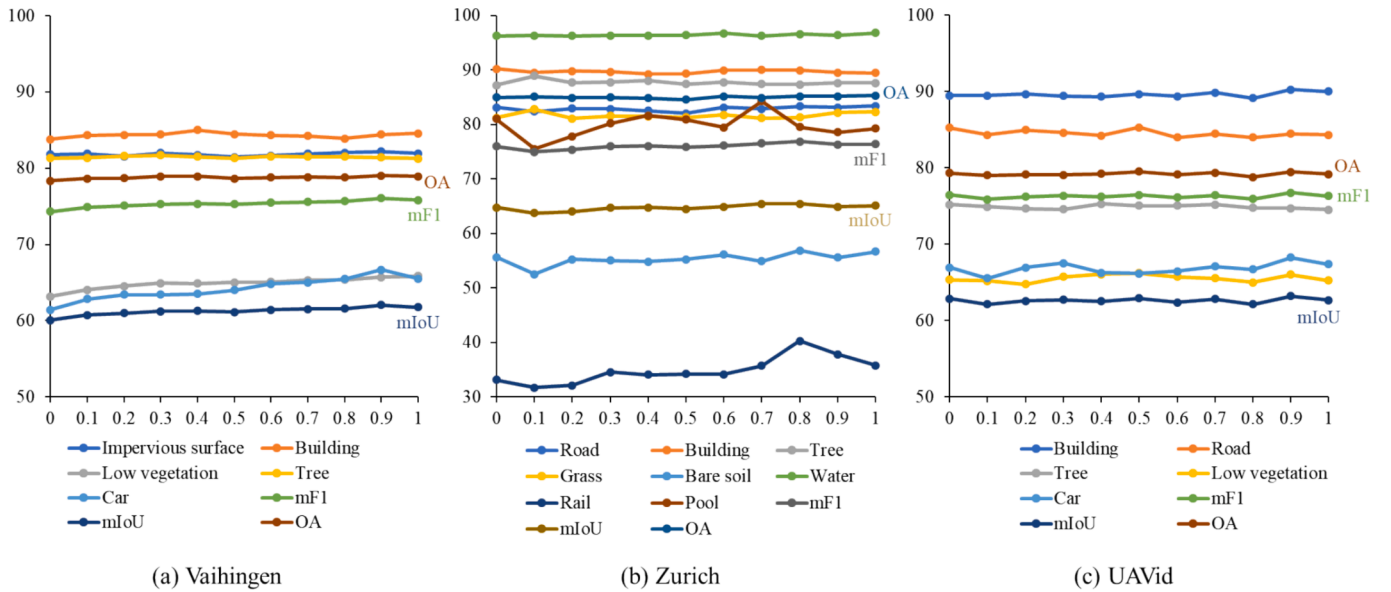 100
90
80
70
60
50
OA
mF1
mIoU
0 0.1 0.2 0.3 0.4 0.5 0.6 0.7 0.8 0.9 1
Impervious surface Building
Low vegetation Tree
Car mF1
mIoU OA
(a) Vaihingen
100
90
80
70
60
50
40
30
OA
mF1
mIoU
0 0.1 0.2 0.3 0.4 0.5 0.6 0.7 0.8 0.9 1
Road Building Tree
Grass Bare soil Water
Rail Pool mF1
mIoU OA
(b) Zurich
100
90
80
70
60
50
OA
mF1
mIoU
0 0.1 0.2 0.3 0.4 0.5 0.6 0.7 0.8 0.9 1
Building Road
Tree Low vegetation
Car mF1
mIoU OA
(c) UAVid